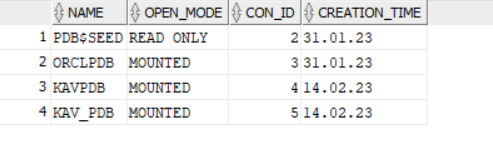 NAME OPEN_MODE CON_ID CREATION_TIME
1 PDB$SEED READ ONLY 2 31.01.23
2 ORCLPDB MOUNTED 3 31.01.23
3 KAVPDB MOUNTED 4 14.02.23
4 KAV_PDB MOUNTED 5 14.02.23